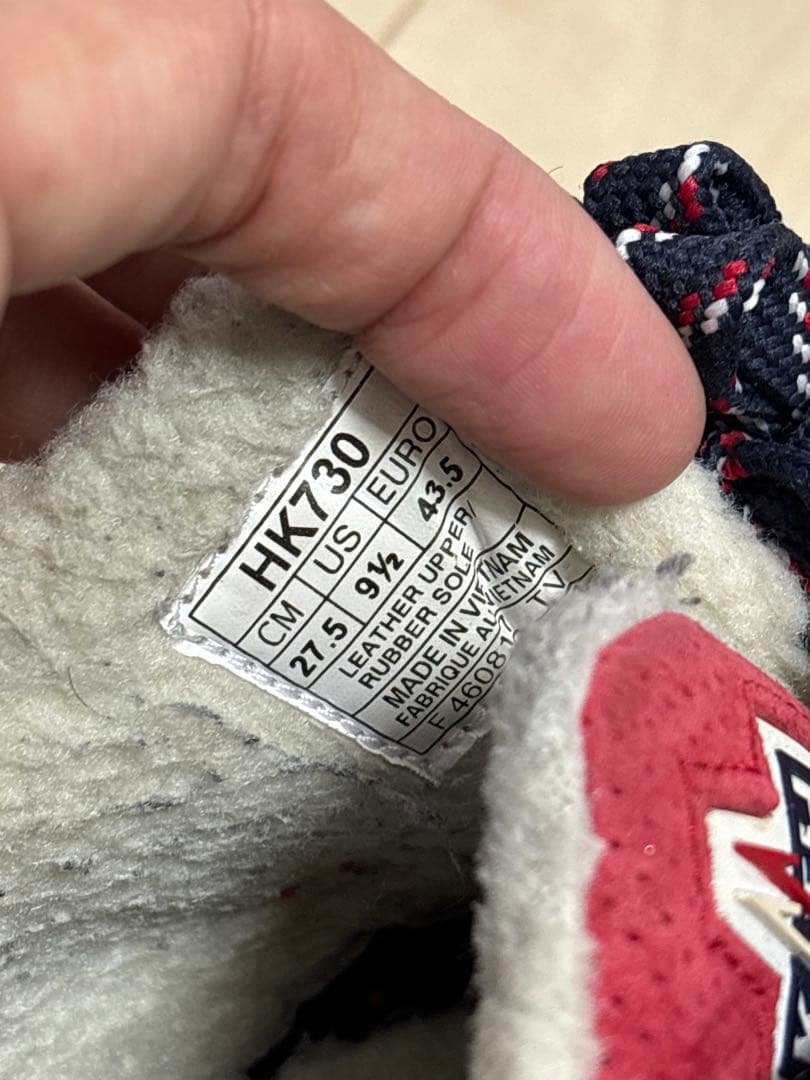 HK730
CM US EURO
27.5 9½ 43.5
LEATHER UPPER/
RUBBER SOLE
MADE IN VIETNAM
FABRIQUE AU VIETNAM
TV